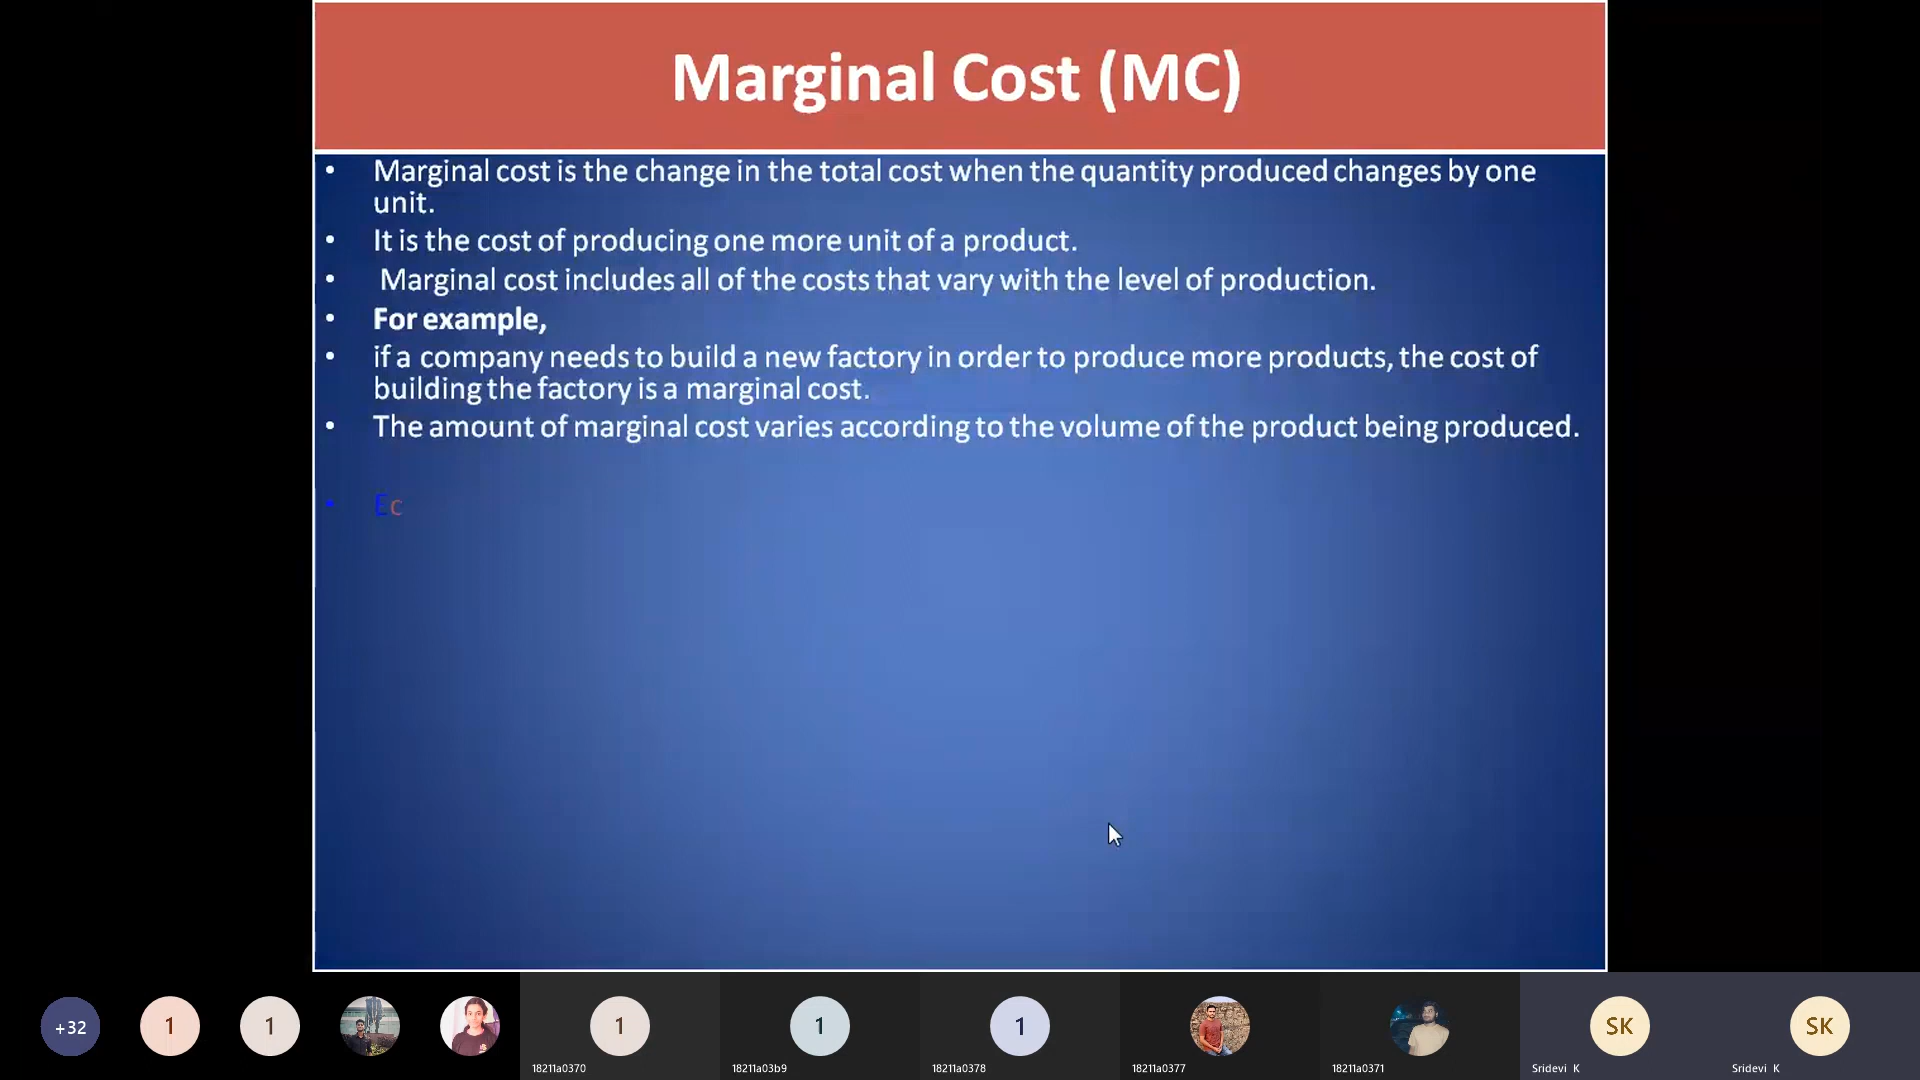 Marginal Cost (MC)
• Marginal cost is the change in the total cost when the quantity produced changes by one
unit.
• It is the cost of producing one more unit of a product.
• Marginal cost includes all of the costs that vary with the level of production.
• For example,
• if a company needs to build a new factory in order to produce more products, the cost of
building the factory is a marginal cost.
• The amount of marginal cost varies according to the volume of the product being produced.
• Ec
+32
1
1
1
1
1
SK
SK
18211a0370
18211a03b9
18211a0378
18211a0377
18211a0371
Sridevi K
Sridevi K